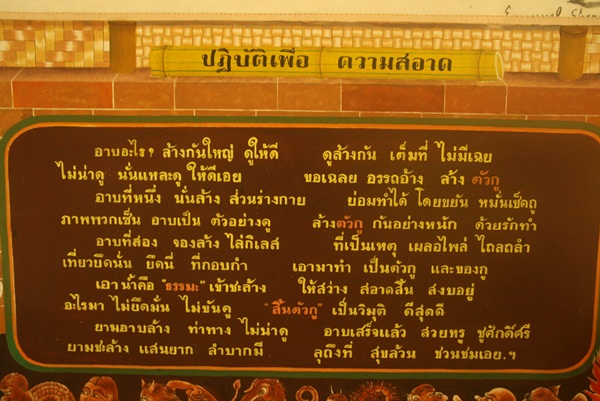 ปฏิบัติเพื่อ ความสอาด
อาบอะไร? ล้างกันใหญ่ ดูให้ดี ดูล้างกัน เต็มที่ ไม่มีเฉย
ไม่น่าดู นั่นแหละดู ให้ดีเอย ขอเฉลย อรรถอ้าง ล้าง ตัวกู
อาบที่หนึ่ง นั่นล้าง ส่วนร่างกาย ย่อมทำได้ โดยขยัน หมั่นเช็ดถู
ภาพพวกเซ็น อาบเป็น ตัวอย่างดู ล้างตัวกู กันอย่างหนัก ด้วยรักทำ
อาบที่สอง จองล้าง ไล่กิเลส ที่เป็นเหตุ เผลอไพล่ ไถลถลำ
เที่ยวยึดนั่น ยึดนี่ ที่กอบกำ เอามาทำ เป็นตัวกู และของกู
เอาน้ำคือ "ธรรมะ" เข้าชะล้าง ให้สว่าง สอาดสิ้น สงบอยู่
อะไรมา ไม่ยึดมั่น ไม่ขันดู "สิ้นตัวกู" เป็นวิมุติ ดีสุดดี
ยามอาบล้าง ท่าทาง ไม่น่าดู อาบเสร็จแล้ว สวยหรู ชูศักดิ์ศรี
ยามชะล้าง แสนยาก ลำบากมี ลุถึงที่ สุขล้วน ชวนชมเอย.ฯ